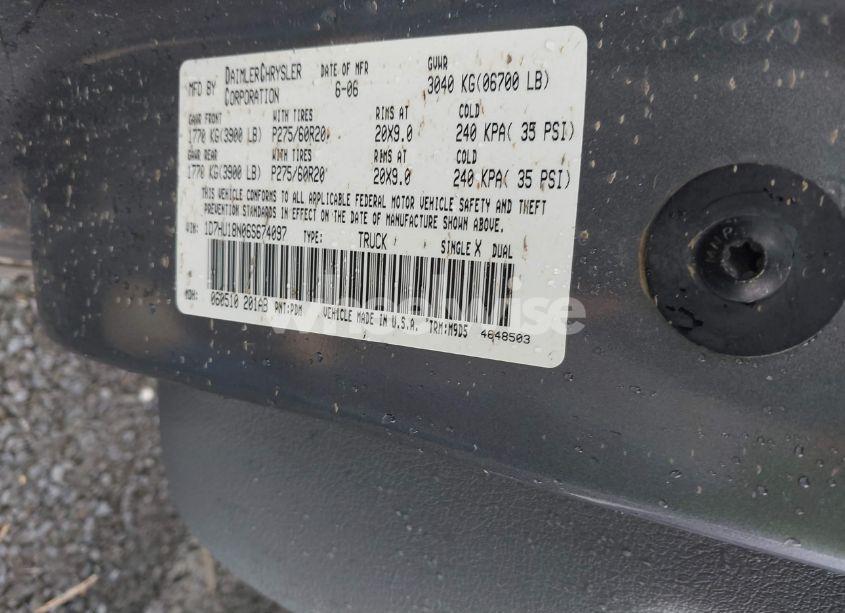 MFD BY DAIMLERCHRYSLER CORPORATION DATE OF MFR 6-06 GVWR 3040 KG(06700 LB)
GAWR FRONT WITH TIRES RIMS AT COLD
1770 KG(3900 LB) P275/60R20 20X9.0 240 KPA( 35 PSI)
GAWR REAR WITH TIRES RIMS AT COLD
1770 KG(3900 LB) P275/60R20 20X9.0 240 KPA( 35 PSI)
THIS VEHICLE CONFORMS TO ALL APPLICABLE FEDERAL MOTOR VEHICLE SAFETY AND THEFT
PREVENTION STANDARDS IN EFFECT ON THE DATE OF MANUFACTURE SHOWN ABOVE.
VIN: 1D7HU18N06S674097 TYPE: TRUCK SINGLE X DUAL
MDH: 060510 201AB PNT:PDM VEHICLE MADE IN U.S.A. TRM:M9D5 4648503
wheelwise